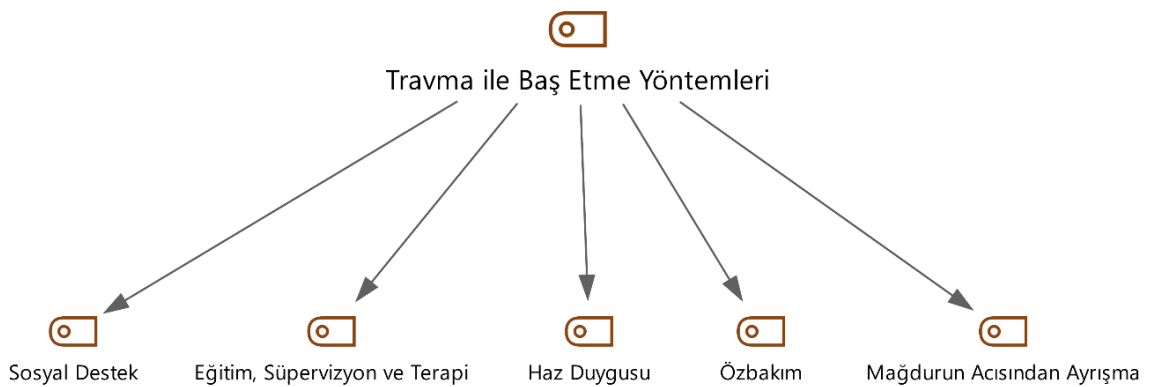 Travma ile Baş Etme Yöntemleri
Sosyal Destek
Eğitim, Süpervizyon ve Terapi
Haz Duygusu
Özbakım
Mağdurun Acısından Ayrışma